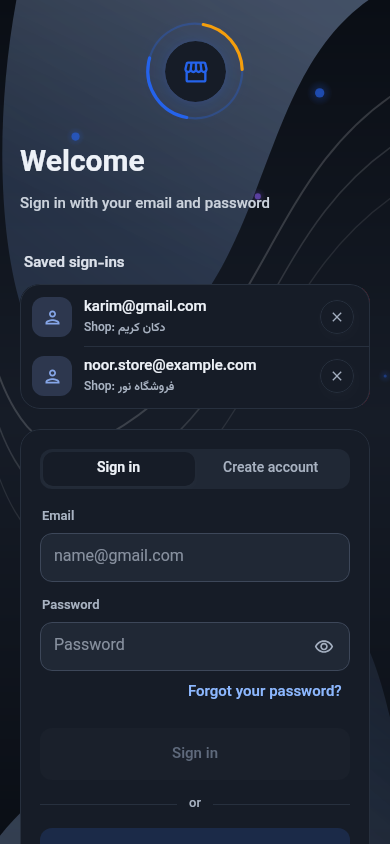 Welcome
Sign in with your email and password
Saved sign-ins
karim@gmail.com
Shop: دکان کریم
noor.store@example.com
Shop: فروشگاه نور
Sign in
Create account
Email
name@gmail.com
Password
Password
Forgot your password?
Sign in
or